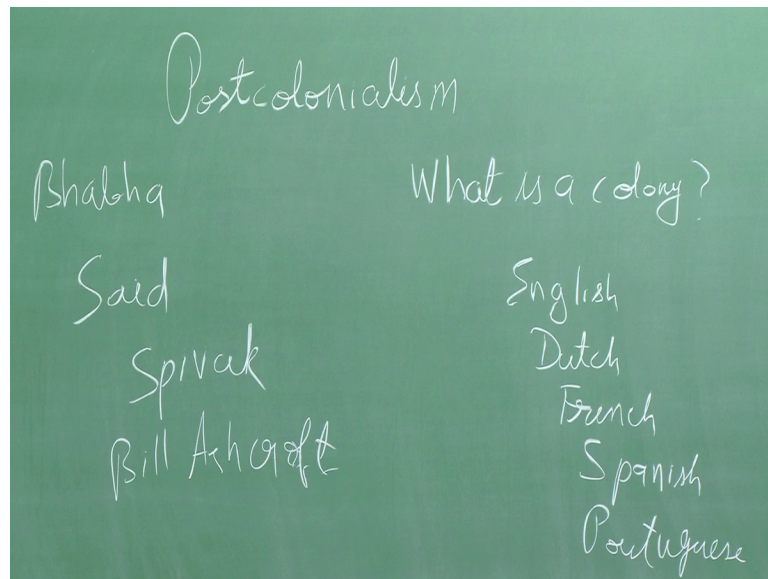 Postcolonialism
Bhabha
Said
Spivak
Bill Ashcroft
What is a colony?
English
Dutch
French
Spanish
Portuguese